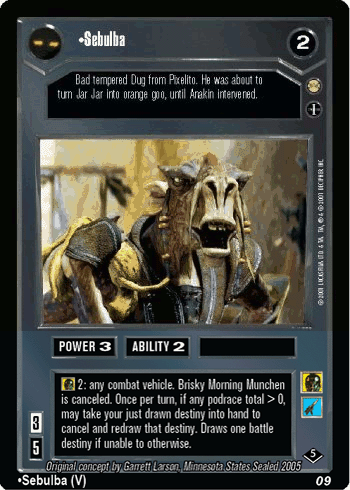 •Sebulba
2
Bad tempered Dug from Pixelito. He was about to
turn Jar Jar into orange goo, until Anakin intervened.
POWER 3
ABILITY 2
2: any combat vehicle. Brisky Morning Munchen
is canceled. Once per turn, if any podrace total > 0,
may take your just drawn destiny into hand to
cancel and redraw that destiny. Draws one battle
destiny if unable to otherwise.
3
5
5
Original concept by Garrett Larson, Minnesota States Sealed 2005
•Sebulba (V)
09